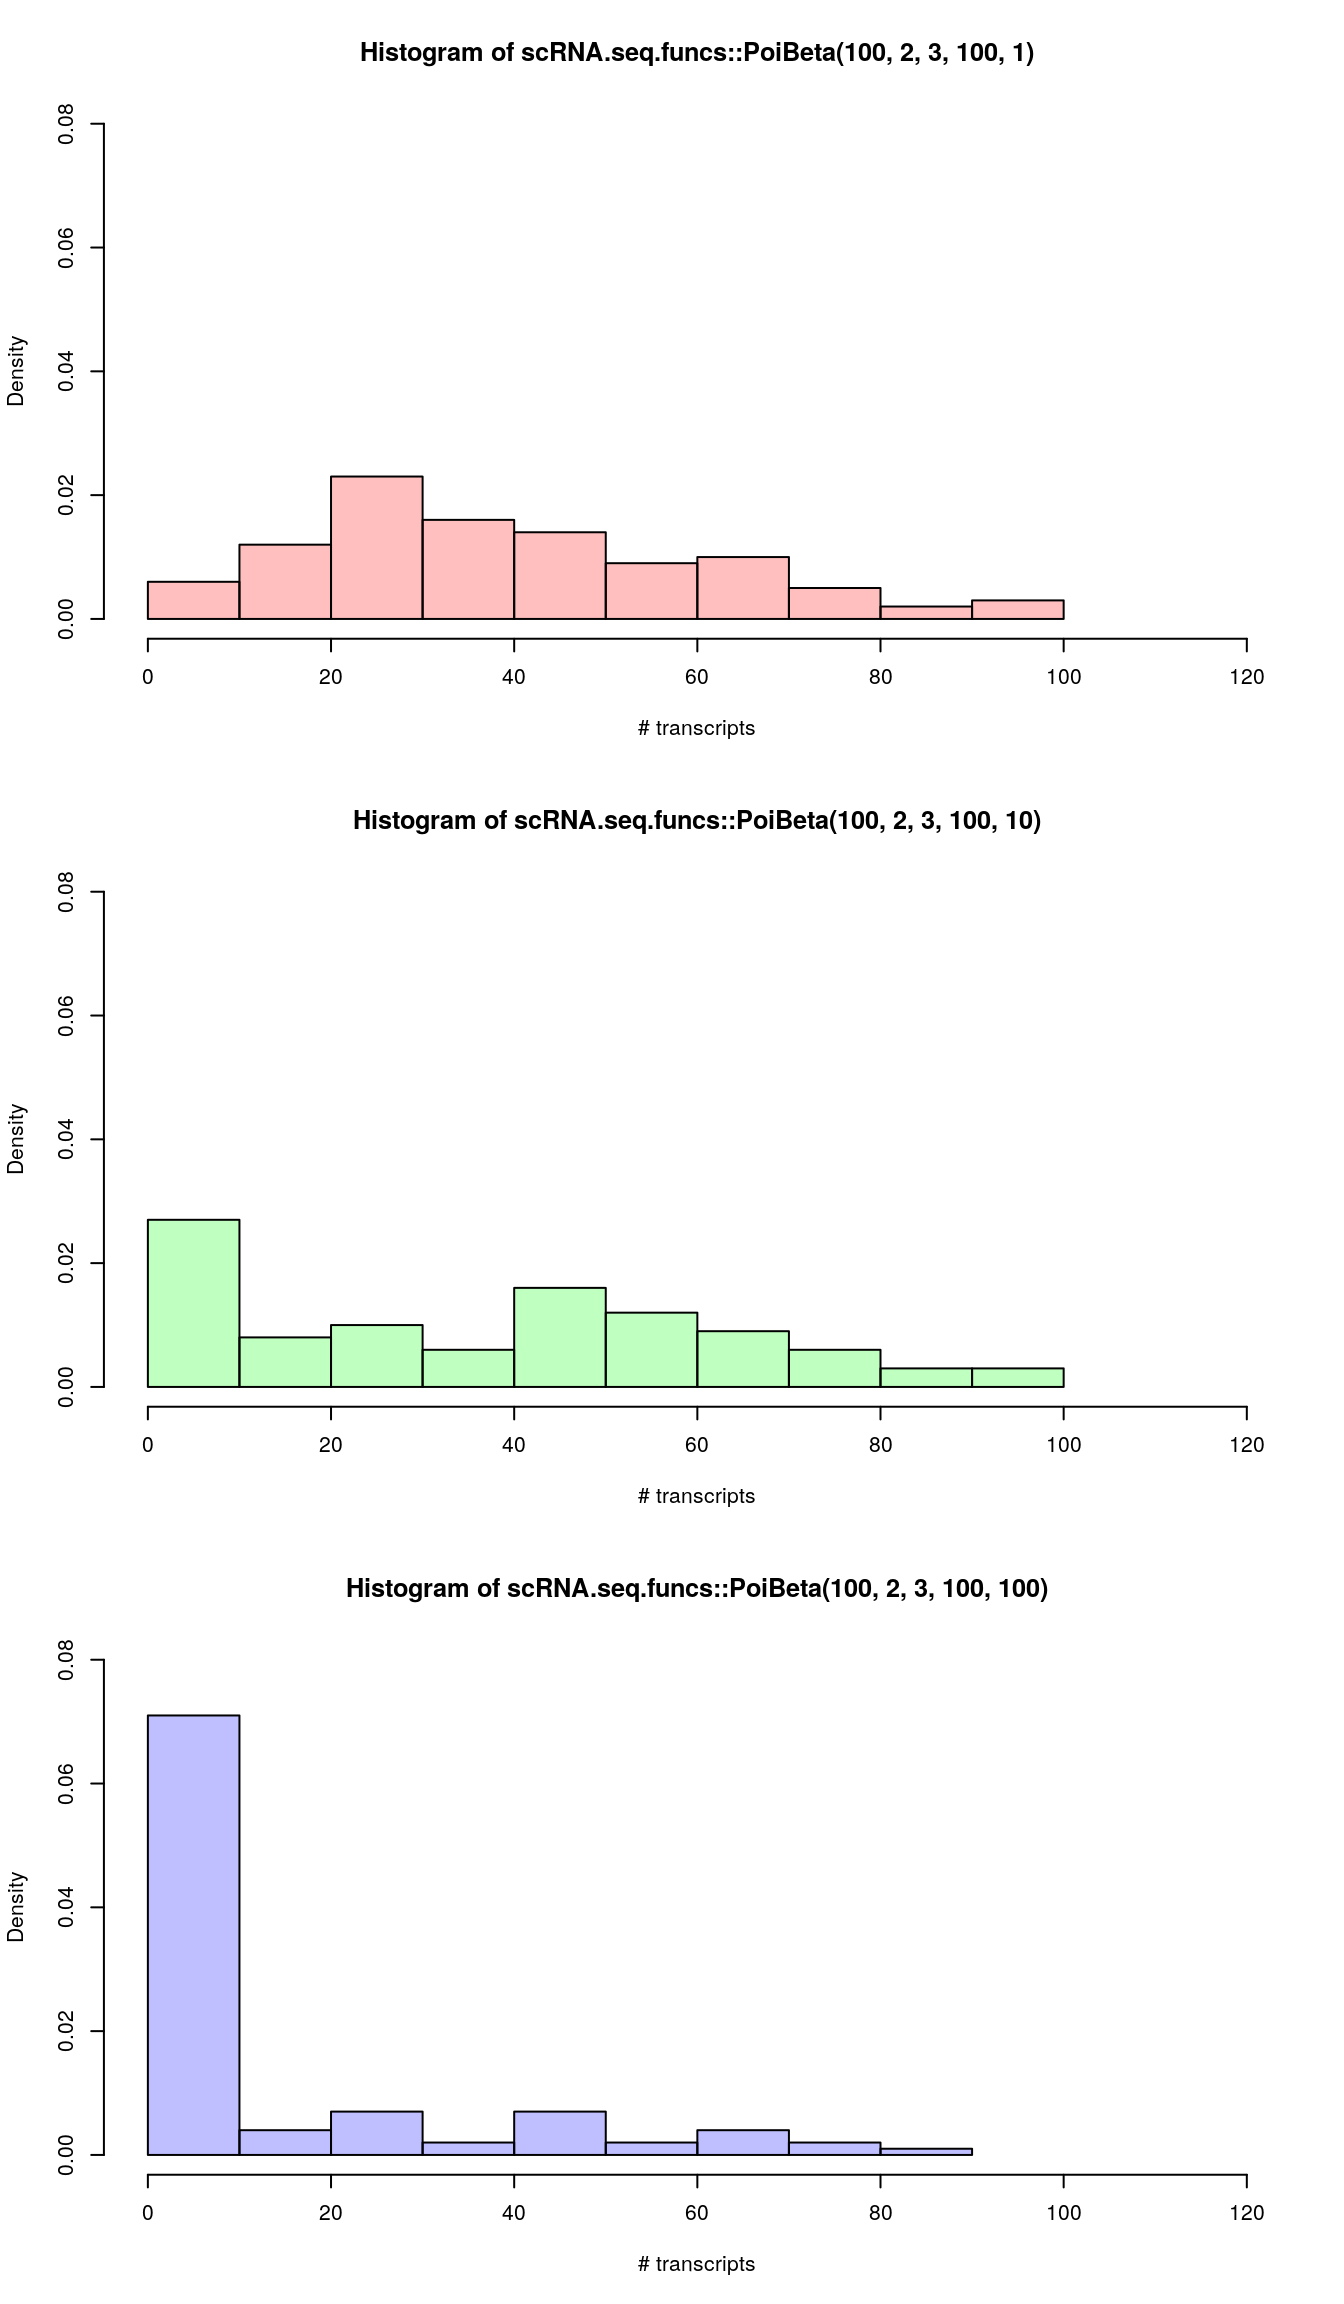 Histogram of scRNA.seq.funcs::PoiBeta(100, 2, 3, 100, 1)
0.08
0.06
0.04
0.02
0.00
Density
0 20 40 60 80 100 120
# transcripts
Histogram of scRNA.seq.funcs::PoiBeta(100, 2, 3, 100, 10)
0.08
0.06
0.04
0.02
0.00
Density
0 20 40 60 80 100 120
# transcripts
Histogram of scRNA.seq.funcs::PoiBeta(100, 2, 3, 100, 100)
0.08
0.06
0.04
0.02
0.00
Density
0 20 40 60 80 100 120
# transcripts